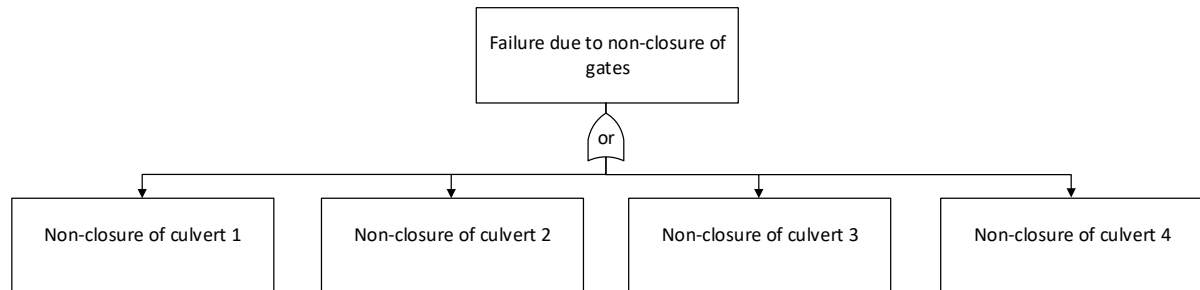 Failure due to non-closure of
gates
or
Non-closure of culvert 1
Non-closure of culvert 2
Non-closure of culvert 3
Non-closure of culvert 4